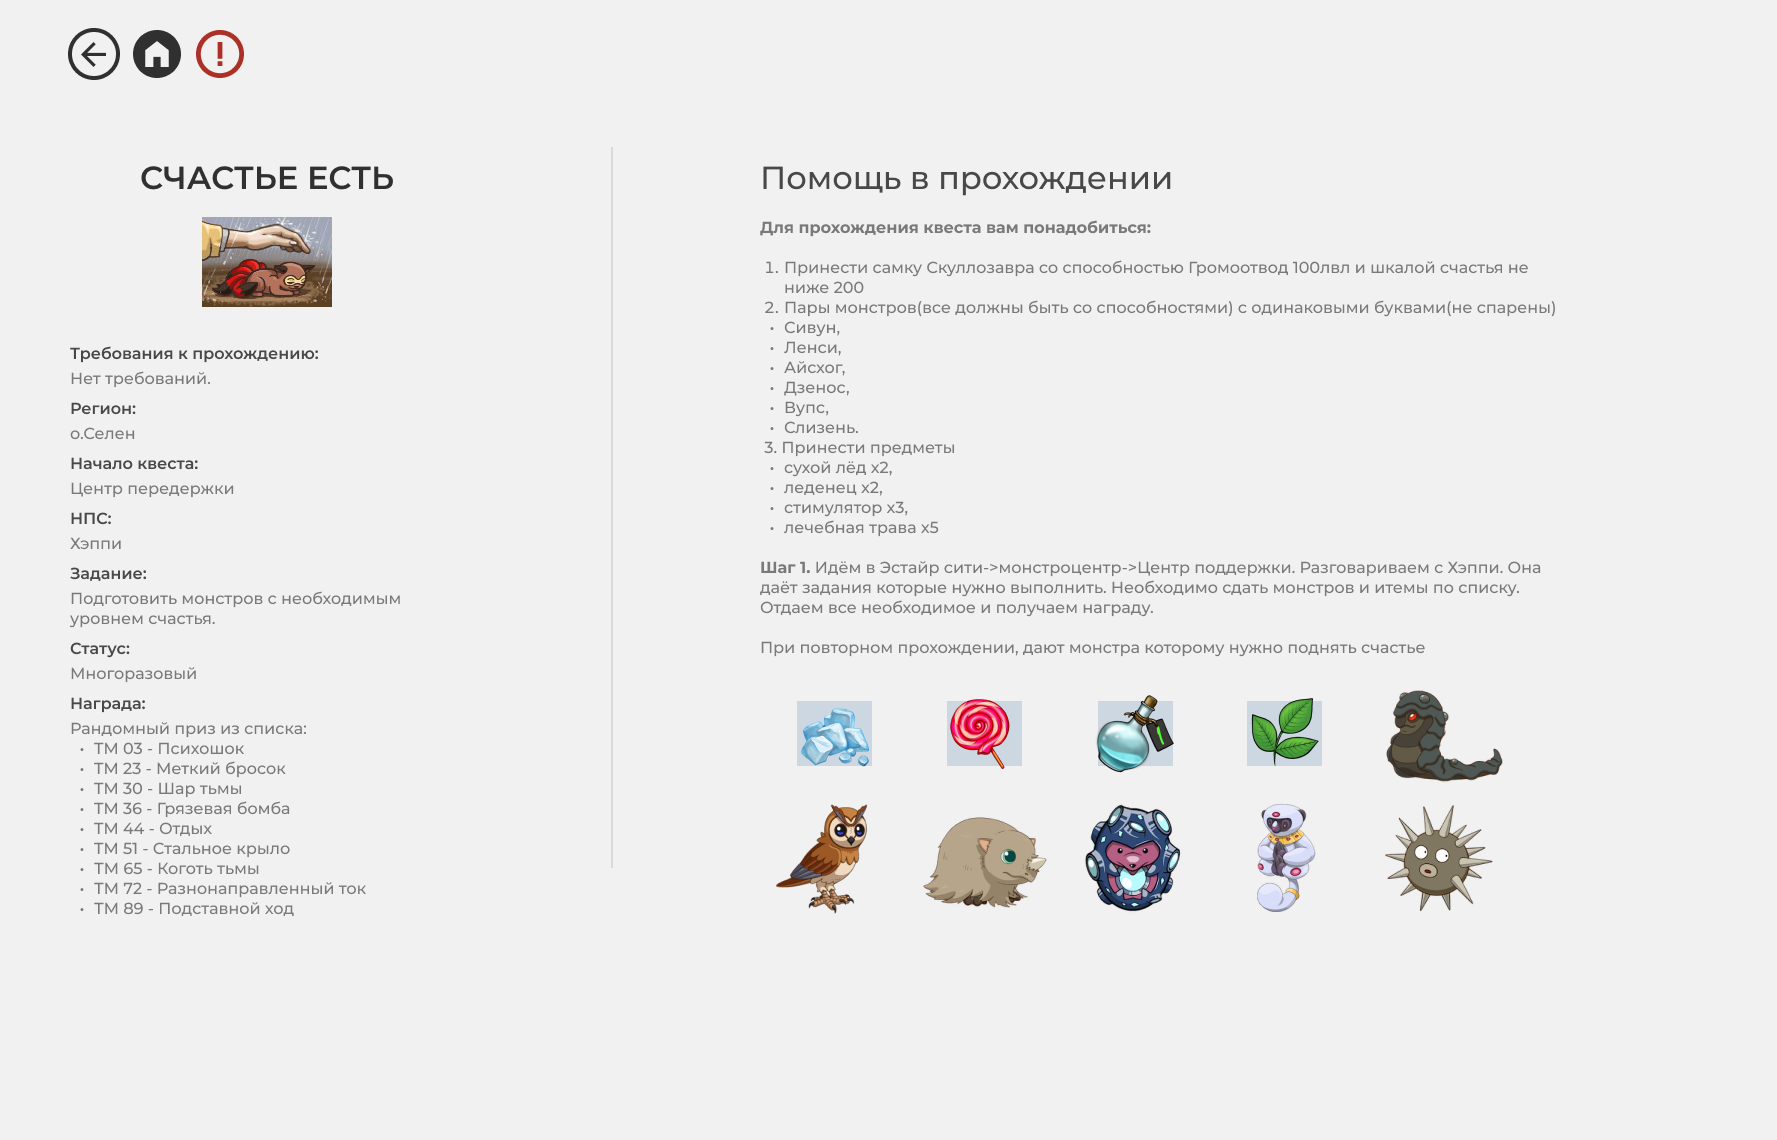 СЧАСТЬЕ ЕСТЬ
Требования к прохождению:
Нет требований.
Регион:
о.Селен
Начало квеста:
Центр передержки
НПС:
Хэппи
Задание:
Подготовить монстров с необходимым
уровнем счастья.
Статус:
Многоразовый
Награда:
Рандомный приз из списка:
• ТМ 03 - Психошок
• ТМ 23 - Меткий бросок
• ТМ 30 - Шар тьмы
• ТМ 36 - Грязевая бомба
• ТМ 44 - Отдых
• ТМ 51 - Стальное крыло
• ТМ 65 - Коготь тьмы
• ТМ 72 - Разнонаправленный ток
• ТМ 89 - Подставной ход
Помощь в прохождении
Для прохождения квеста вам понадобиться:
1. Принести самку Скуллозавра со способностью Громоотвод 100лвл и шкалой счастья не
ниже 200
2. Пары монстров(все должны быть со способностями) с одинаковыми буквами(не спарены)
• Сивун,
• Ленси,
• Айсхог,
• Дзенос,
• Вупс,
• Слизень.
3. Принести предметы
• сухой лёд х2,
• леденец х2,
• стимулятор х3,
• лечебная трава х5
Шаг 1. Идём в Эстайр сити->монстроцентр->Центр поддержки. Разговариваем с Хэппи. Она
даёт задания которые нужно выполнить. Необходимо сдать монстров и итемы по списку.
Отдаем все необходимое и получаем награду.
При повторном прохождении, дают монстра которому нужно поднять счастье